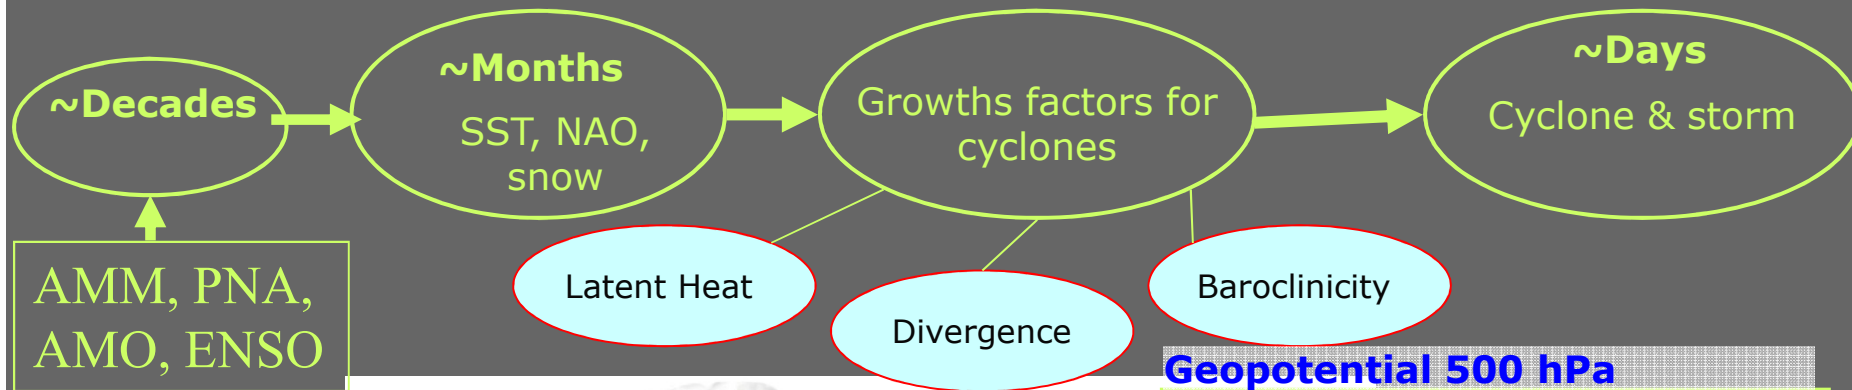 ~Decades
~Months
SST, NAO,
snow
Growths factors for
cyclones
~Days
Cyclone & storm
AMM, PNA,
AMO, ENSO
Latent Heat
Divergence
Baroclinicity
Geopotential 500 hPa